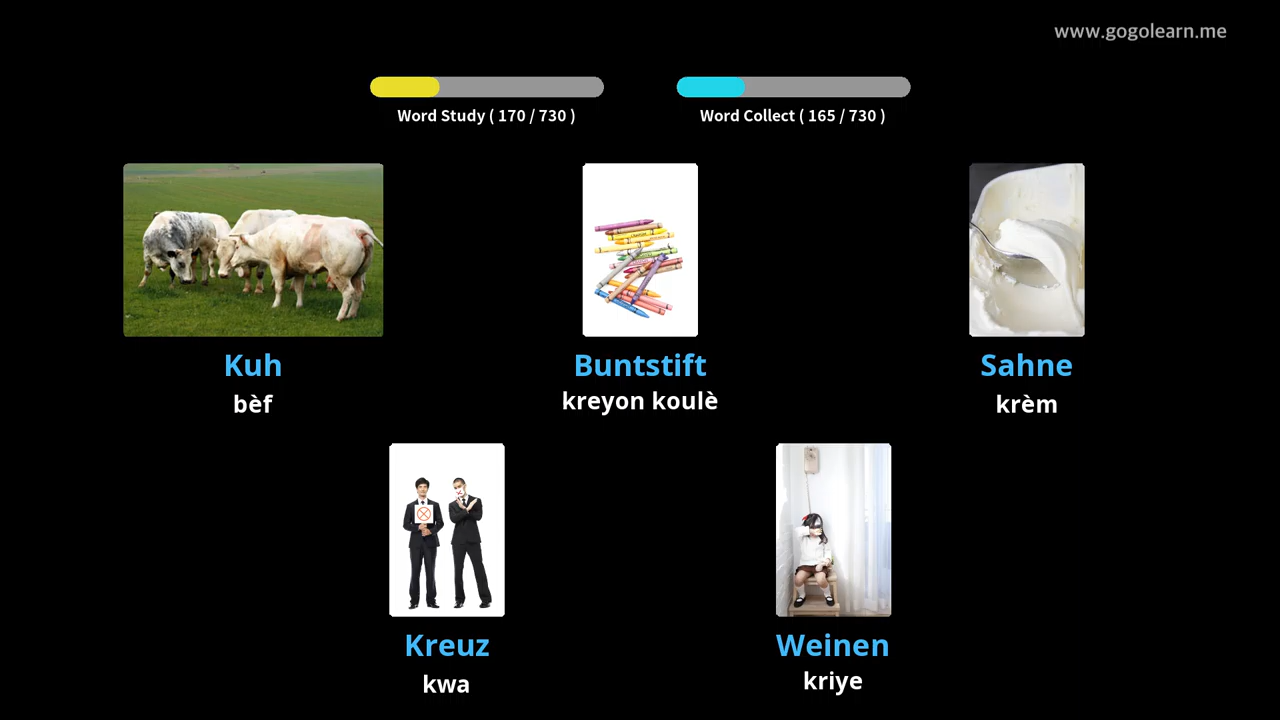 www.gogolearn.me
Word Study ( 170 / 730 )
Word Collect ( 165 / 730 )
Kuh
bèf
Buntstift
kreyon koulè
Sahne
krèm
Kreuz
kwa
Weinen
kriye